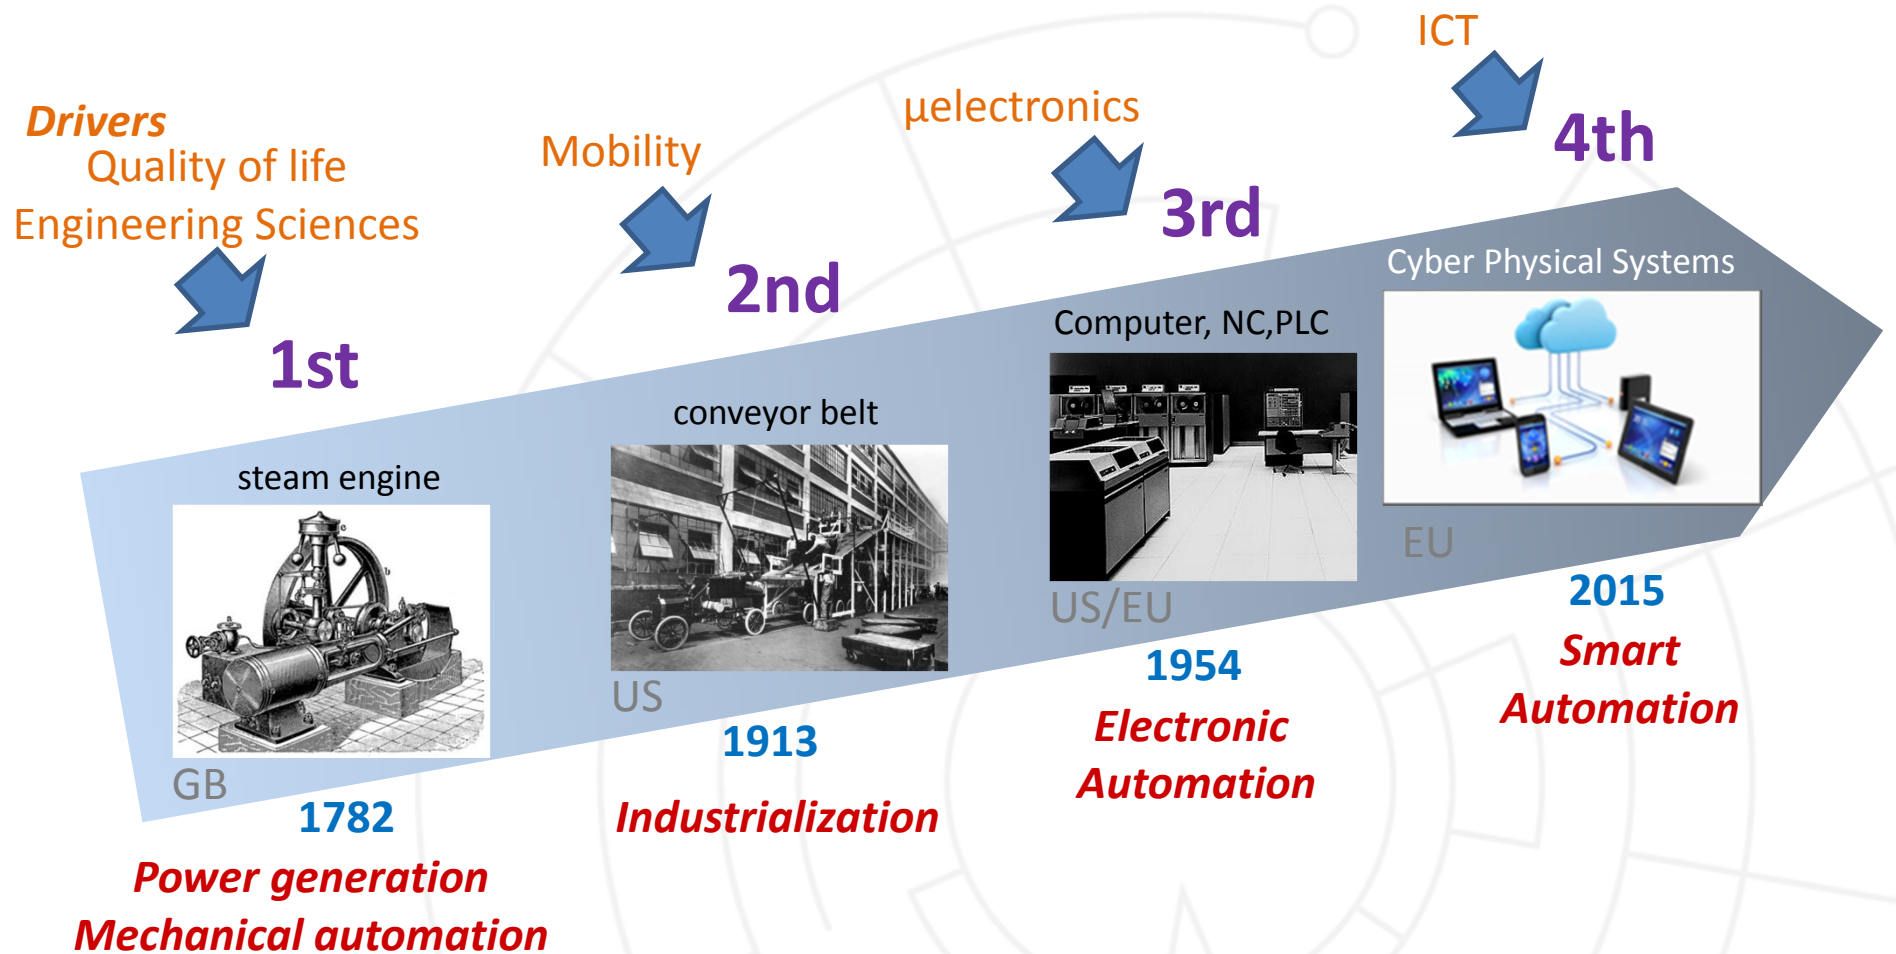 Drivers
Quality of life
Engineering Sciences
1st
steam engine
GB
1782
Power generation
Mechanical automation
Mobility
2nd
conveyor belt
US
1913
Industrialization
µelectronics
3rd
Computer, NC,PLC
US/EU
1954
Electronic
Automation
ICT
4th
Cyber Physical Systems
EU
2015
Smart
Automation